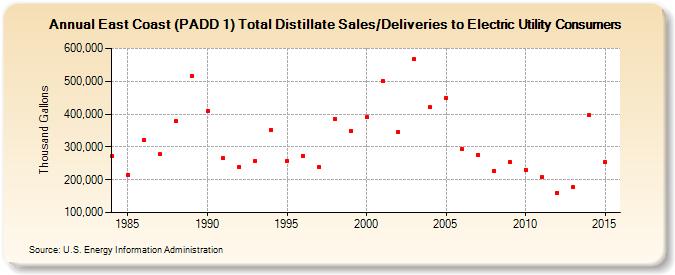 Annual East Coast (PADD 1) Total Distillate Sales/Deliveries to Electric Utility Consumers
Thousand Gallons
600,000
500,000
400,000
300,000
200,000
100,000
1985 1990 1995 2000 2005 2010 2015
Source: U.S. Energy Information Administration